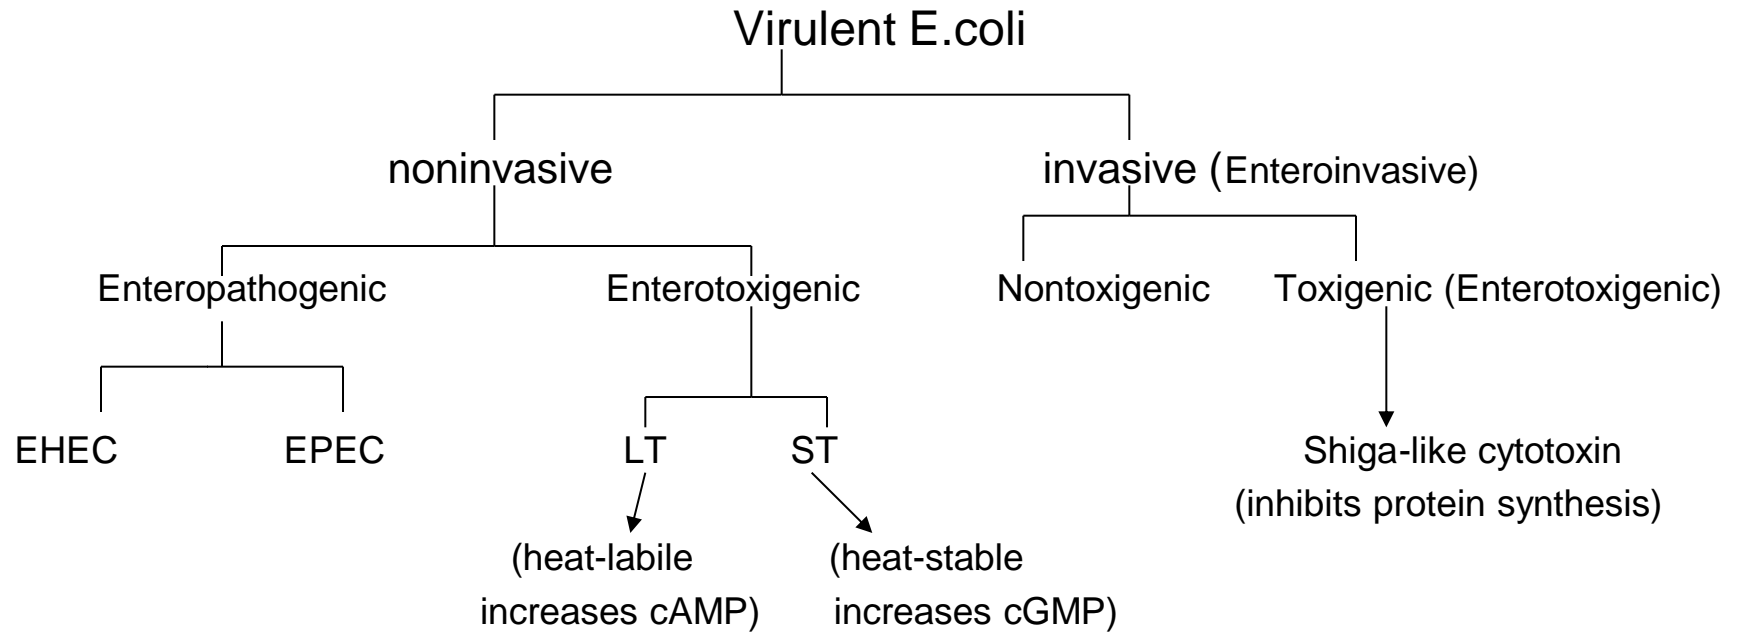 Virulent E.coli
noninvasive
invasive (Enteroinvasive)
Enteropathogenic
Enterotoxigenic
Nontoxigenic
Toxigenic (Enterotoxigenic)
EHEC
EPEC
LT
ST
Shiga-like cytotoxin
(inhibits protein synthesis)
(heat-labile
increases cAMP)
(heat-stable
increases cGMP)